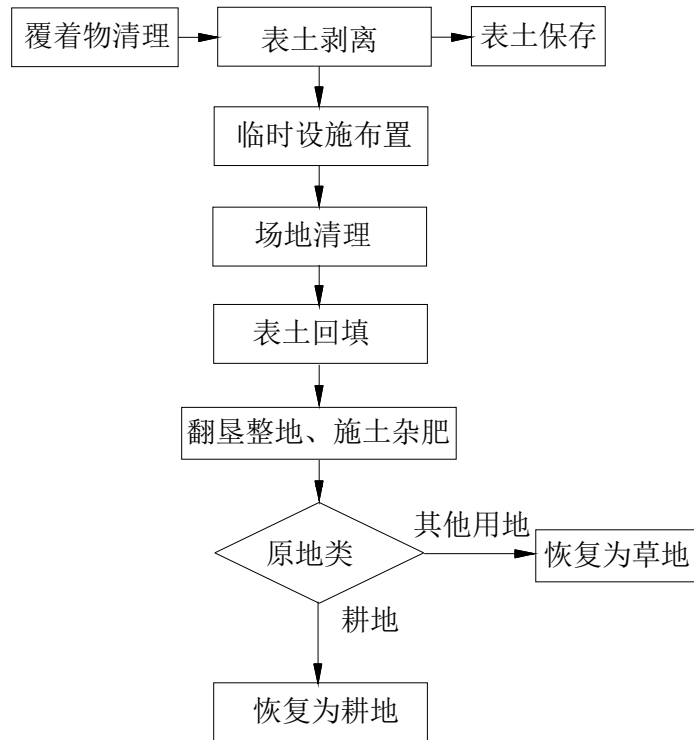 覆着物清理
表土剥离
表土保存
临时设施布置
场地清理
表土回填
翻垦整地、施土杂肥
原地类
其他用地
恢复为草地
耕地
恢复为耕地